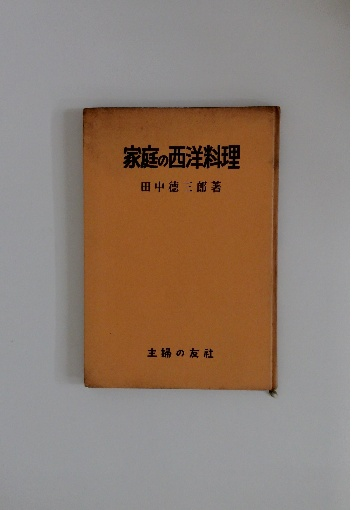 家庭の西洋料理
田中徳三郎著
主婦の友社